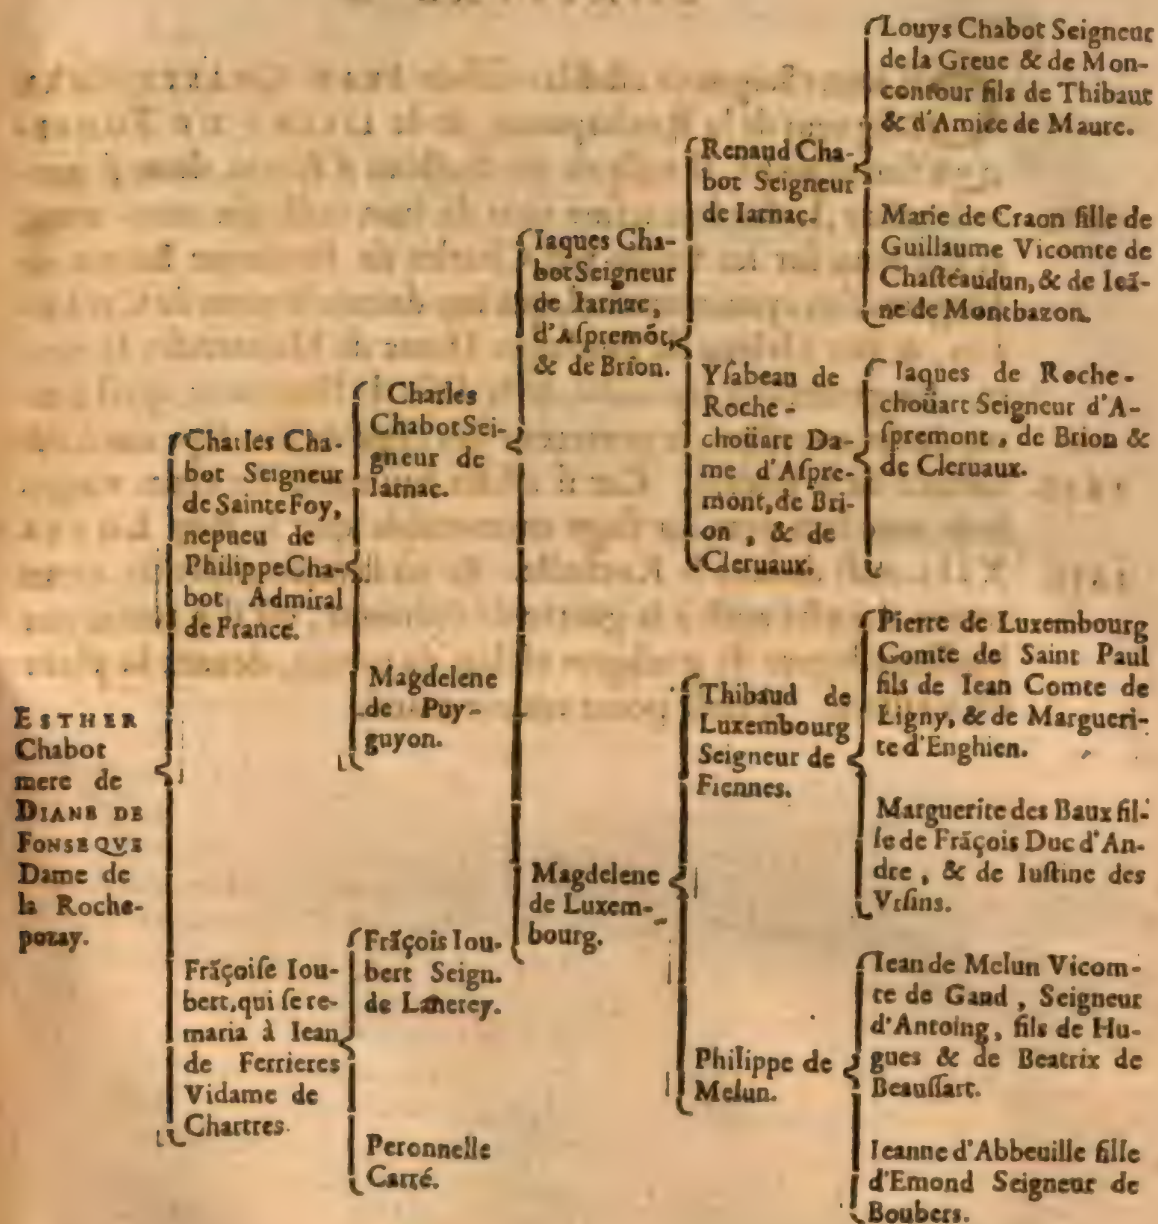 ESTHER
Chabot
mere de
DIANE DE
FONSEQVE
Dame de
la Roche-
pozay.
Charles Cha-
bot Seigneur
de Sainte Foy,
nepueu de
Philippe Cha-
bot Admiral
de France.
Frãçoise Iou-
bert, qui se re-
maria à Iean
de Ferrieres
Vidame de
Chartres.
Charles
Chabot Sei-
gneur de
Iarnac.
Magdelene
de Puy-
guyon.
Frãçois Iou-
bert Seign.
de Lanerey.
Peronnelle
Carré.
Iaques Cha-
bot Seigneur
de Iarnac,
d'Aspremót,
& de Brion.
Magdelene
de Luxem-
bourg.
Renaud Cha-
bot Seigneur
de Iarnac.
Ysabeau de
Roche-
choüart Da-
me d'Aspre-
mont, de Bri-
on, & de
Cleruaux.
Thibaud de
Luxembourg
Seigneur de
Fiennes.
Philippe de
Melun.
Louys Chabot Seigneur
de la Greue & de Mon-
contour fils de Thibaut
& d'Amice de Maure.
Marie de Craon fille de
Guillaume Vicomte de
Chasteaudun, & de Ieã-
ne de Montbazon.
Iaques de Roche-
choüart Seigneur d'A-
spremont, de Brion &
de Cleruaux.
Pierre de Luxembourg
Comte de Saint Paul
fils de Iean Comte de
Ligny, & de Margueri-
te d'Enghien.
Marguerite des Baux fil-
le de Frãçois Duc d'An-
dre, & de Iustine des
Vrsins.
Iean de Melun Vicom-
te de Gand, Seigneur
d'Antoing, fils de Hu-
gues & de Beatrix de
Beaussart.
Ieanne d'Abbeuille fille
d'Emond Seigneur de
Boubers.